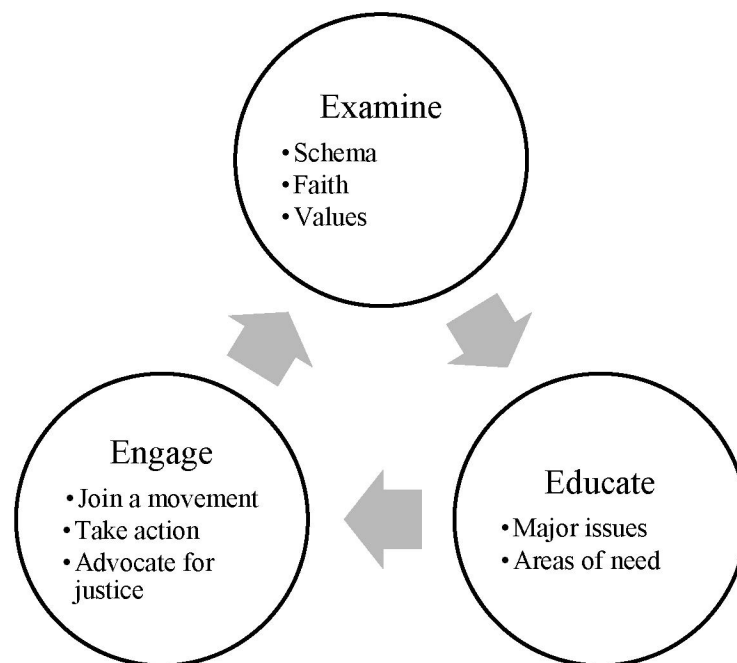 Examine
• Schema
• Faith
• Values
Educate
• Major issues
• Areas of need
Engage
• Join a movement
• Take action
• Advocate for
justice